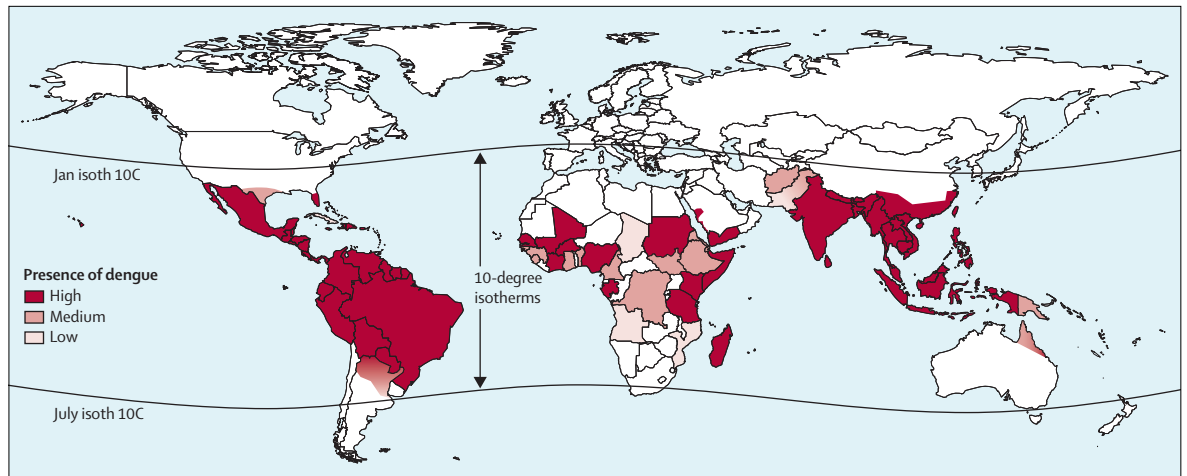 Jan isoth 10C
Presence of dengue
High
Medium
Low
10-degree
isotherms
July isoth 10C